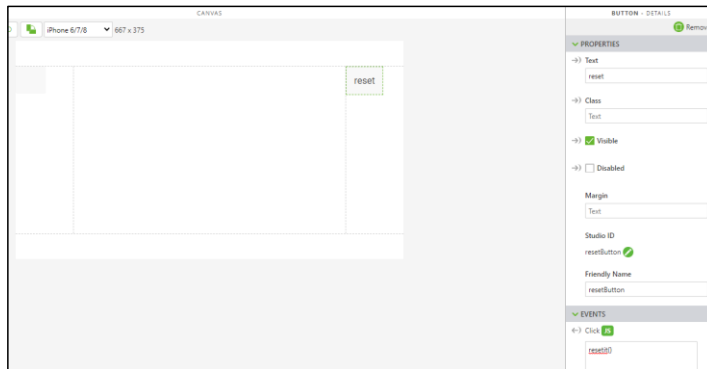 CANVAS
BUTTON - DETAILS
iPhone 6/7/8
667 x 375
Remov
PROPERTIES
Text
reset
reset
Class
Text
Visible
Disabled
Margin
Text
Studio ID
resetButton
Friendly Name
resetButton
EVENTS
Click JS
resetit()